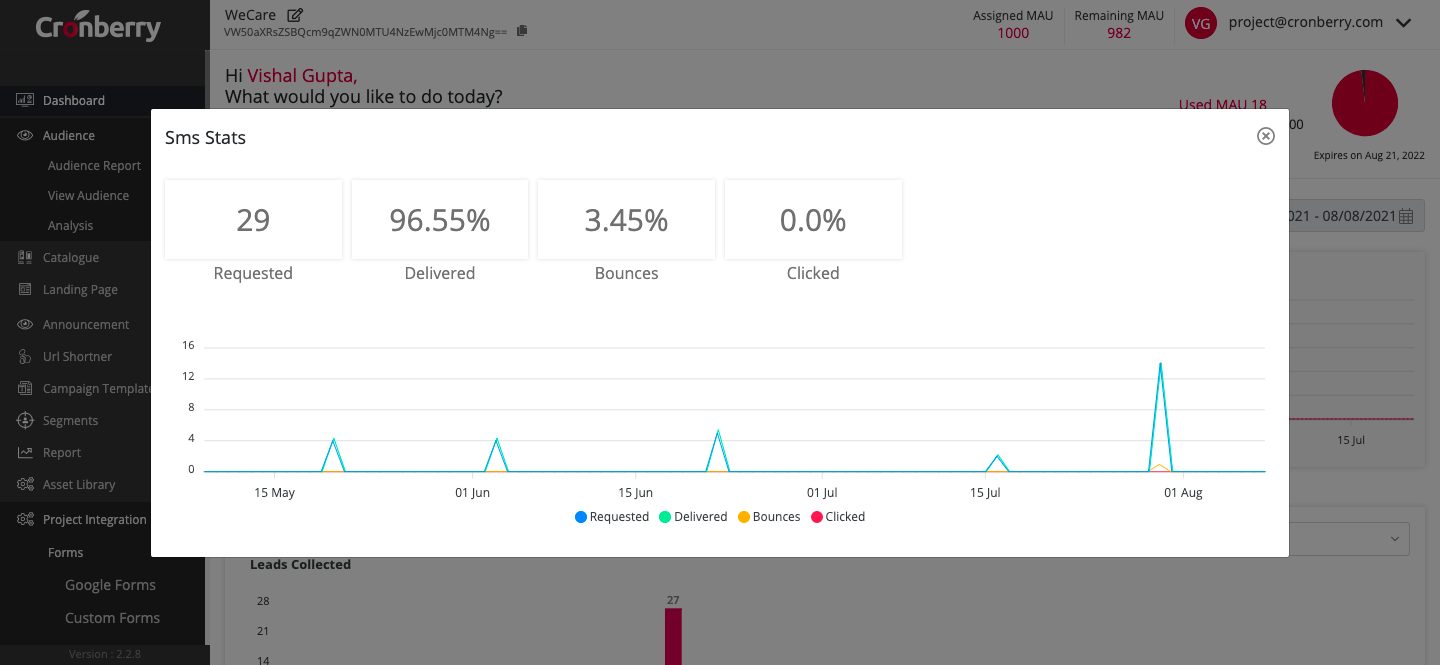 Cronberry
WeCare
VW50aXRsZSBQcm9qZWN0MTU4NzEwMjc0MTM4Ng==
Assigned MAU
1000
Remaining MAU
982
VG
project@cronberry.com
Hi Vishal Gupta,
What would you like to do today?
Used MAU 18
00
Expires on Aug 21, 2022
021 - 08/08/2021
Dashboard
Audience
Audience Report
View Audience
Analysis
Catalogue
Landing Page
Announcement
Url Shortner
Campaign Template
Segments
Report
Asset Library
Project Integration
Forms
Google Forms
Custom Forms
Version : 2.2.8
Sms Stats
29
Requested
96.55%
Delivered
3.45%
Bounces
0.0%
Clicked
16
12
8
4
0
15 May
01 Jun
15 Jun
01 Jul
15 Jul
01 Aug
Requested
Delivered
Bounces
Clicked
15 Jul
Leads Collected
28
21
14
27